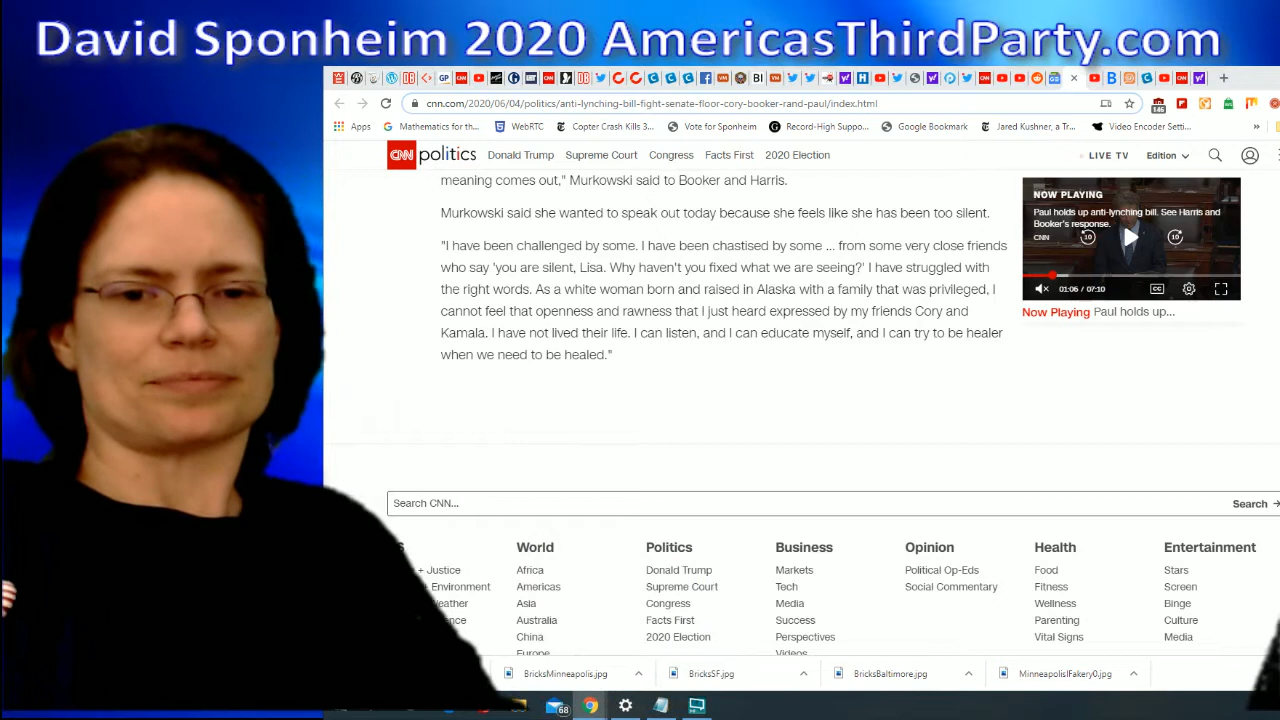 David Sponheim 2020 AmericasThirdParty.com
cnn.com/2020/06/04/politics/anti-lynching-bill-fight-senate-floor-cory-booker-rand-paul/index.html
146
Apps Mathematics for th... WebRTC Copter Crash Kills 3... Vote for Sponheim Record-High Suppo... Google Bookmark Jared Kushner, a Tr... Video Encoder Setti... »
CNN politics Donald Trump Supreme Court Congress Facts First 2020 Election LIVE TV Edition
meaning comes out," Murkowski said to Booker and Harris.
Murkowski said she wanted to speak out today because she feels like she has been too silent.
"I have been challenged by some. I have been chastised by some ... from some very close friends
who say 'you are silent, Lisa. Why haven't you fixed what we are seeing?' I have struggled with
the right words. As a white woman born and raised in Alaska with a family that was privileged, I
cannot feel that openness and rawness that I just heard expressed by my friends Cory and
Kamala. I have not lived their life. I can listen, and I can educate myself, and I can try to be healer
when we need to be healed."
NOW PLAYING
Paul holds up anti-lynching bill. See Harris and
Booker's response.
CNN
10 10
01:06 / 07:10 CC
Now Playing Paul holds up...
Search CNN... Search →
S World Politics Business Opinion Health Entertainment
+ Justice Africa Donald Trump Markets Political Op-Eds Food Stars
+ Environment Americas Supreme Court Tech Social Commentary Fitness Screen
eather Asia Congress Media Wellness Binge
ence Australia Facts First Success Parenting Culture
China 2020 Election Perspectives Vital Signs Media
Europe Videos
BricksMinneapolis.jpg BricksSF.jpg BricksBaltimore.jpg MinneapolisIFakery0.jpg
68